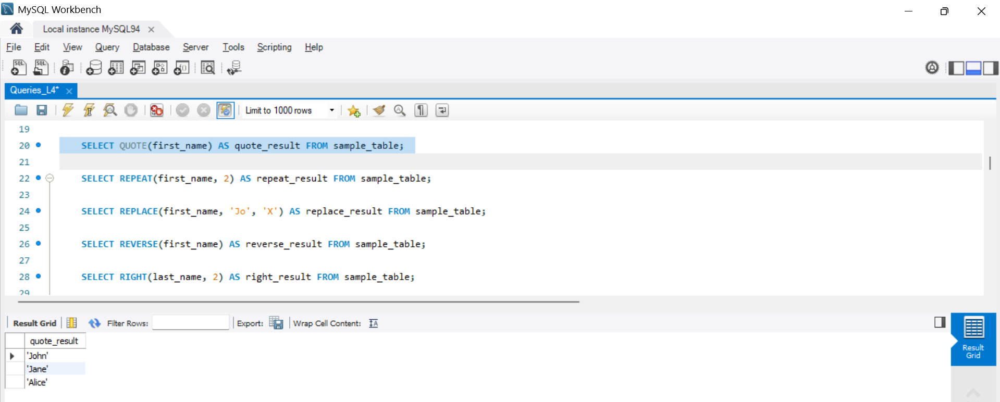 MySQL Workbench
Local instance MySQL94
File Edit View Query Database Server Tools Scripting Help
Queries_L4*
Limit to 1000 rows
19
20 SELECT QUOTE(first_name) AS quote_result FROM sample_table;
21
22 SELECT REPEAT(first_name, 2) AS repeat_result FROM sample_table;
23
24 SELECT REPLACE(first_name, 'Jo', 'X') AS replace_result FROM sample_table;
25
26 SELECT REVERSE(first_name) AS reverse_result FROM sample_table;
27
28 SELECT RIGHT(last_name, 2) AS right_result FROM sample_table;
29
Result Grid Filter Rows: Export: Wrap Cell Content:
quote_result
'John'
'Jane'
'Alice'
Result
Grid